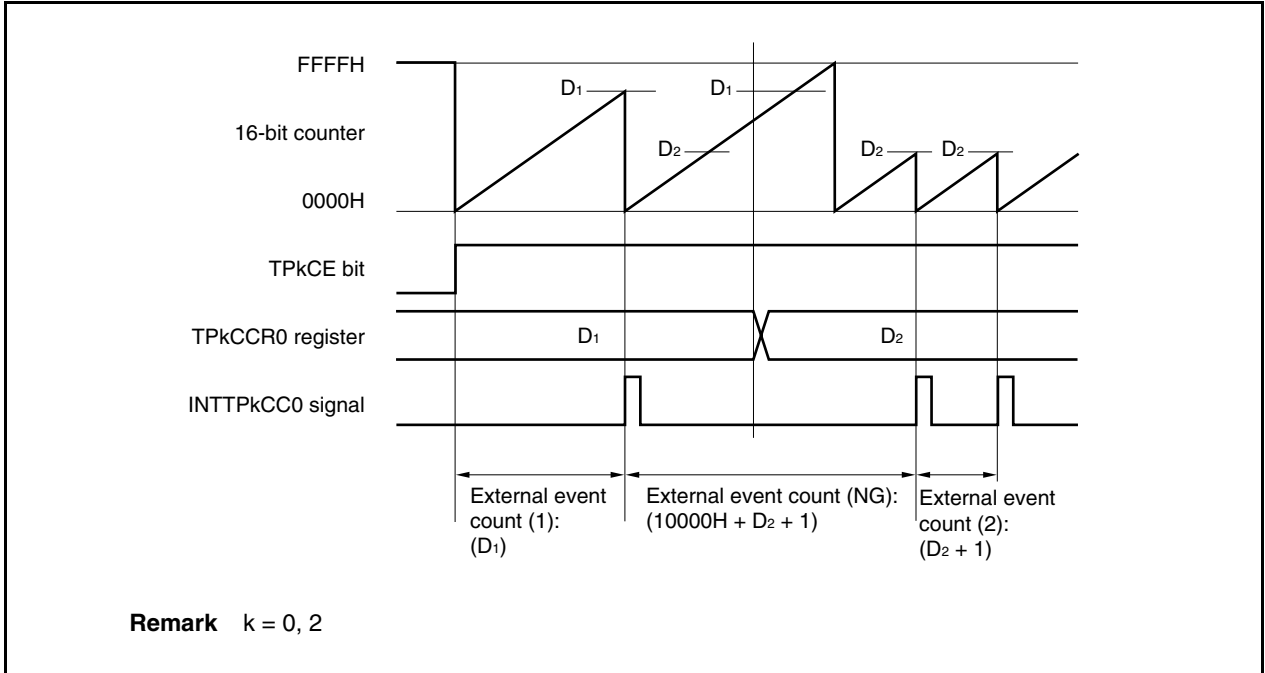 FFFFH
D1
D1
16-bit counter
D2
D2
D2
0000H
TPkCE bit
TPkCCR0 register
D1
D2
INTTPkCC0 signal
External event
count (1):
(D1)
External event count (NG):
(10000H + D2 + 1)
External event
count (2):
(D2 + 1)
Remark k = 0, 2